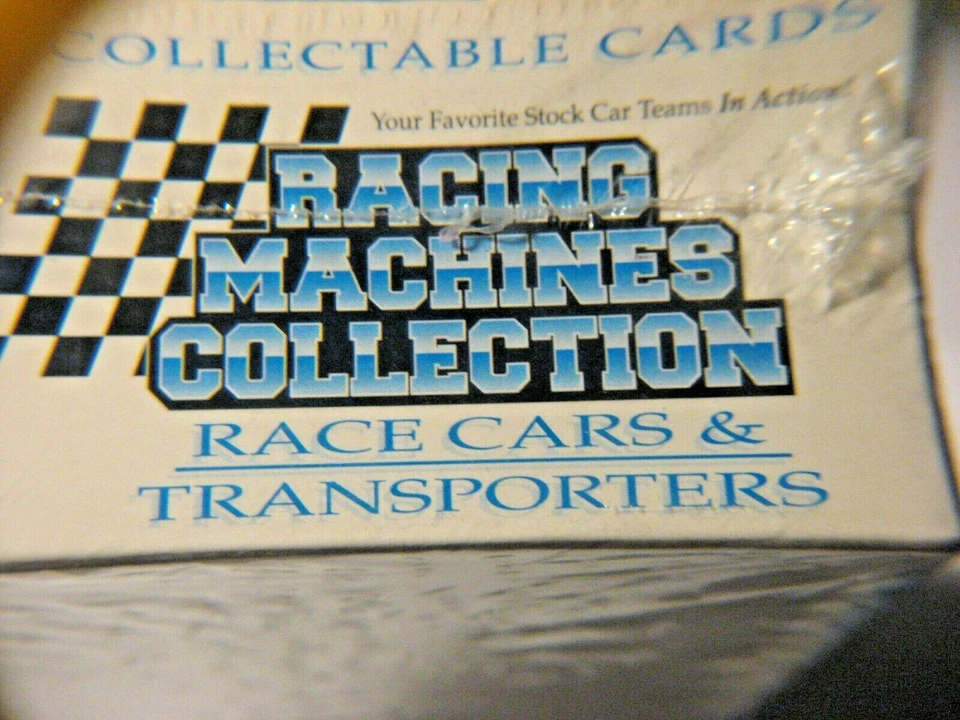 COLLECTABLE CARDS
Your Favorite Stock Car Teams In Action!
RACING
MACHINES
COLLECTION
RACE CARS &
TRANSPORTERS